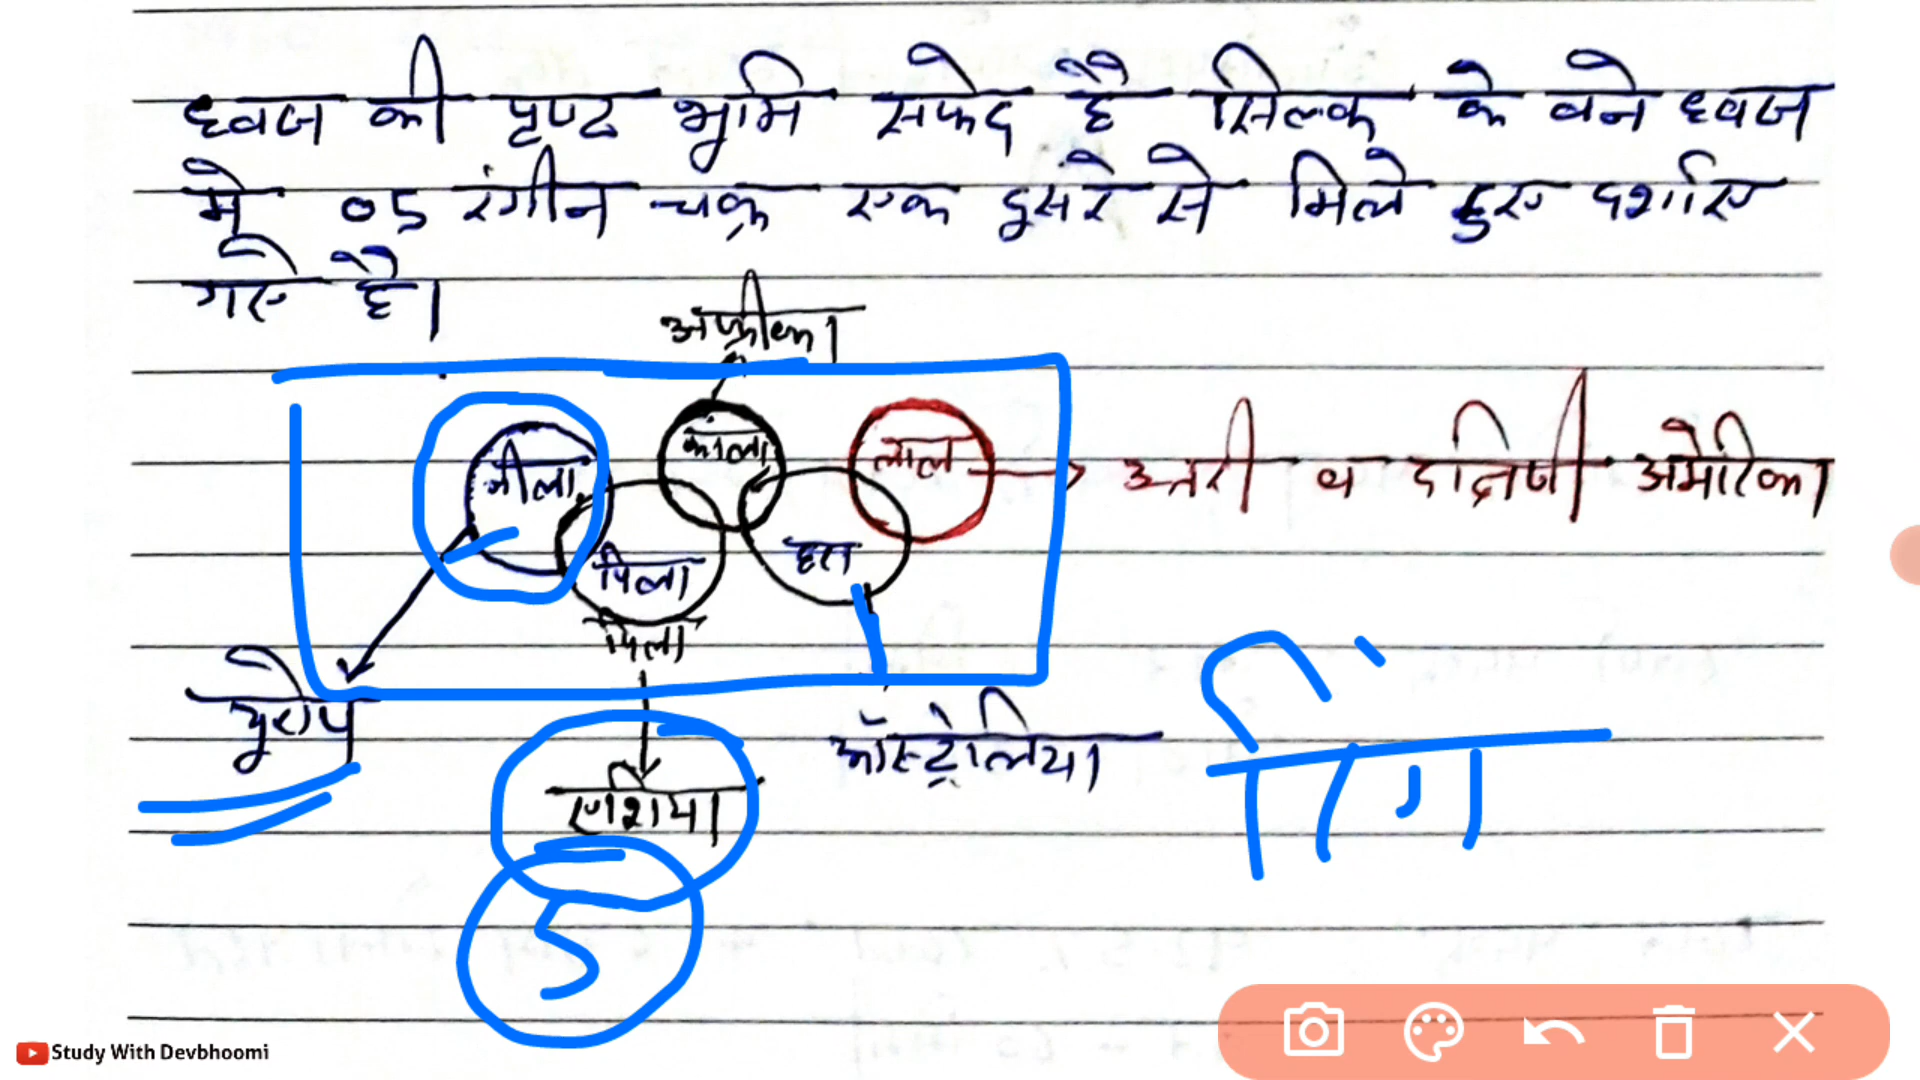 ध्वज की पृष्ट भूमि सफेद है सिल्क के बने ध्वज
मे 05 रंगीन चक्र एक दुसरे से मिले हुए दर्शाए
गए है।
अफ्रीका
नीला
काला
लाल
उत्तरी व दक्षिणी अमेरिका
पिला
हरा
पिला
यूरोप
एशिया
ऑस्ट्रेलिया
5
Study With Devbhoomi